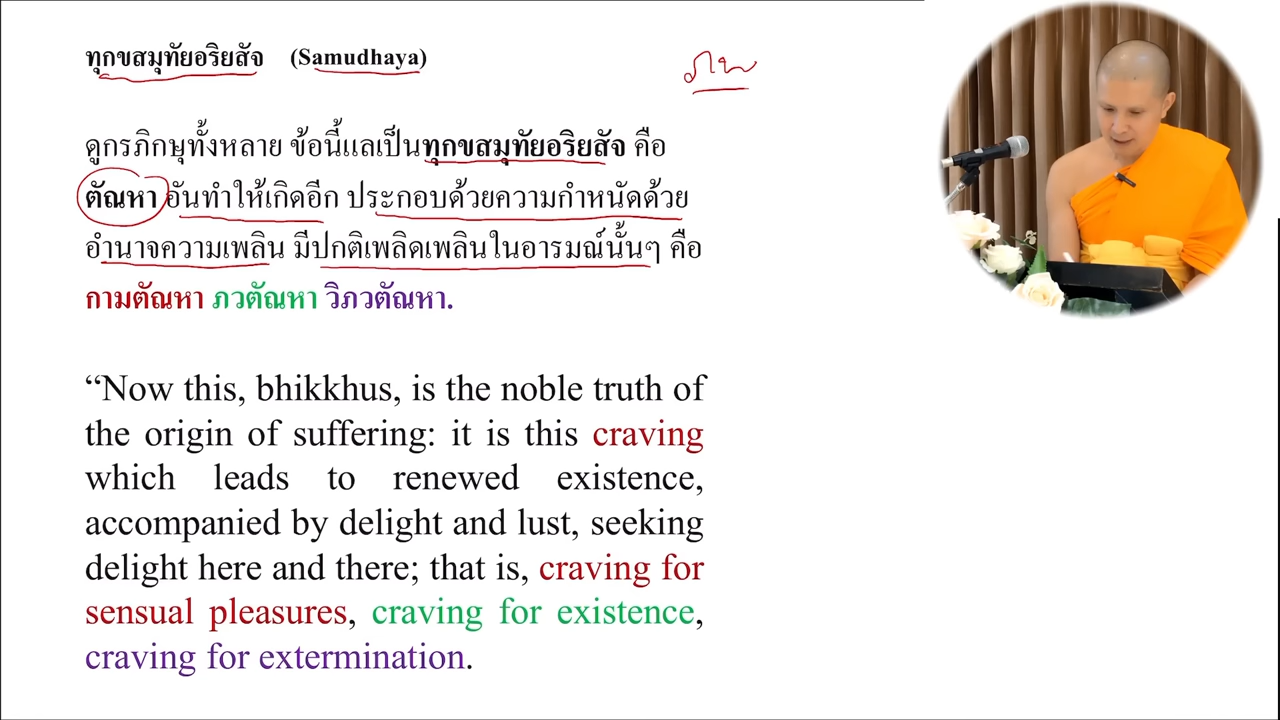 ทุกขสมุทัยอริยสัจ (Samudhaya)
ภพ
ดูกรภิกษุทั้งหลาย ข้อนี้แลเป็นทุกขสมุทัยอริยสัจ คือ
ตัณหา อันทำให้เกิดอีก ประกอบด้วยความกำหนัดด้วย
อำนาจความเพลิน มีปกติเพลิดเพลินในอารมณ์นั้นๆ คือ
กามตัณหา ภวตัณหา วิภวตัณหา.
“Now this, bhikkhus, is the noble truth of
the origin of suffering: it is this craving
which leads to renewed existence,
accompanied by delight and lust, seeking
delight here and there; that is, craving for
sensual pleasures, craving for existence,
craving for extermination.